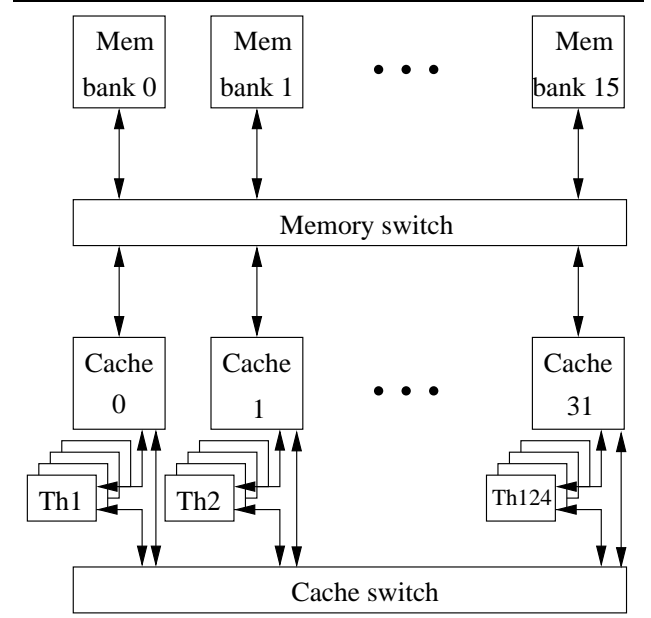 Mem
bank 0
Mem
bank 1
Mem
bank 15
Memory switch
Cache
0
Cache
1
Cache
31
Th1
Th2
Th124
Cache switch